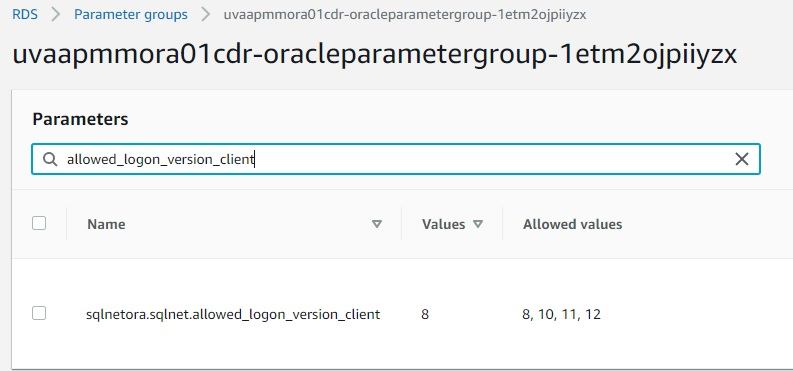 RDS > Parameter groups > uvaapmmora01cdr-oracleparametergroup-1etm2ojpiiyzx
uvaapmmora01cdr-oracleparametergroup-1etm2ojpiiyzx
Parameters
allowed_logon_version_client
Name Values Allowed values
sqlnetora.sqlnet.allowed_logon_version_client 8 8, 10, 11, 12